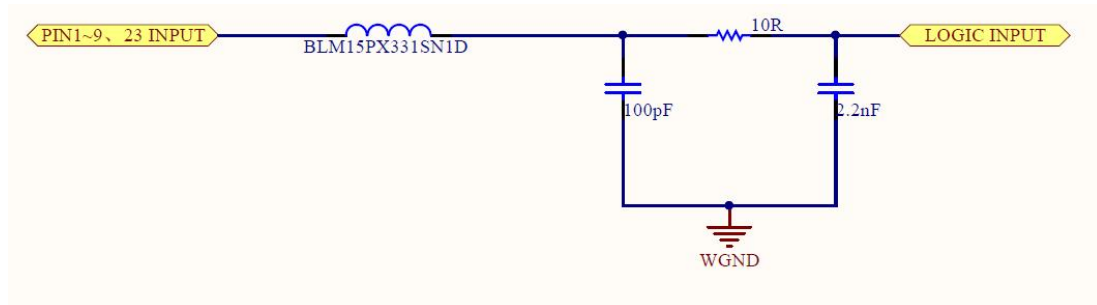 PIN1~9、23 INPUT
BLM15PX331SN1D
10R
LOGIC INPUT
100pF
2.2nF
WGND